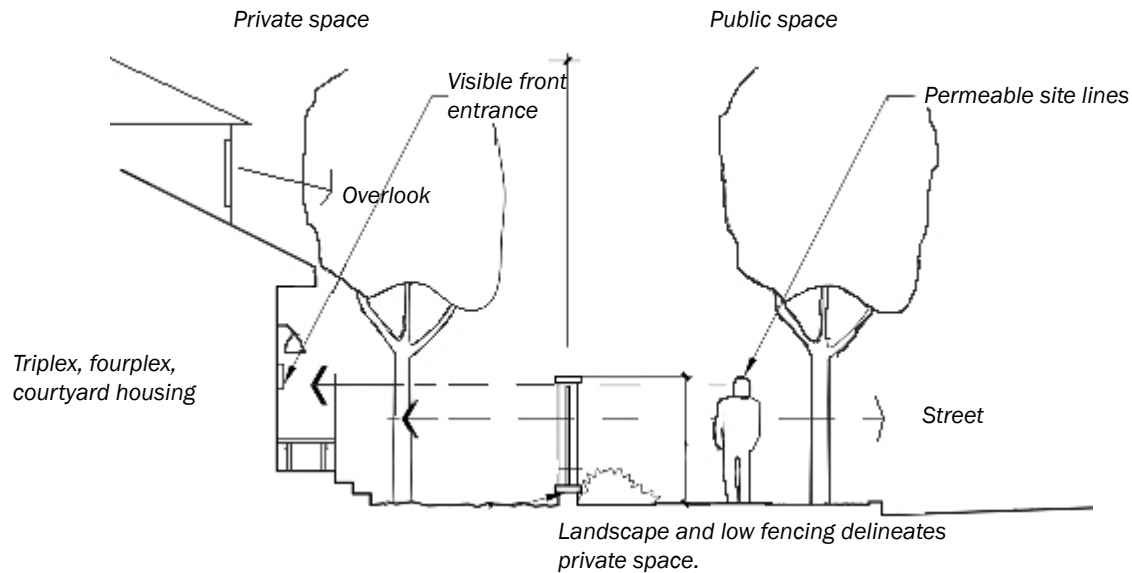 Private space
Public space
Visible front
entrance
Permeable site lines
Overlook
Triplex, fourplex,
courtyard housing
Street
Landscape and low fencing delineates
private space.